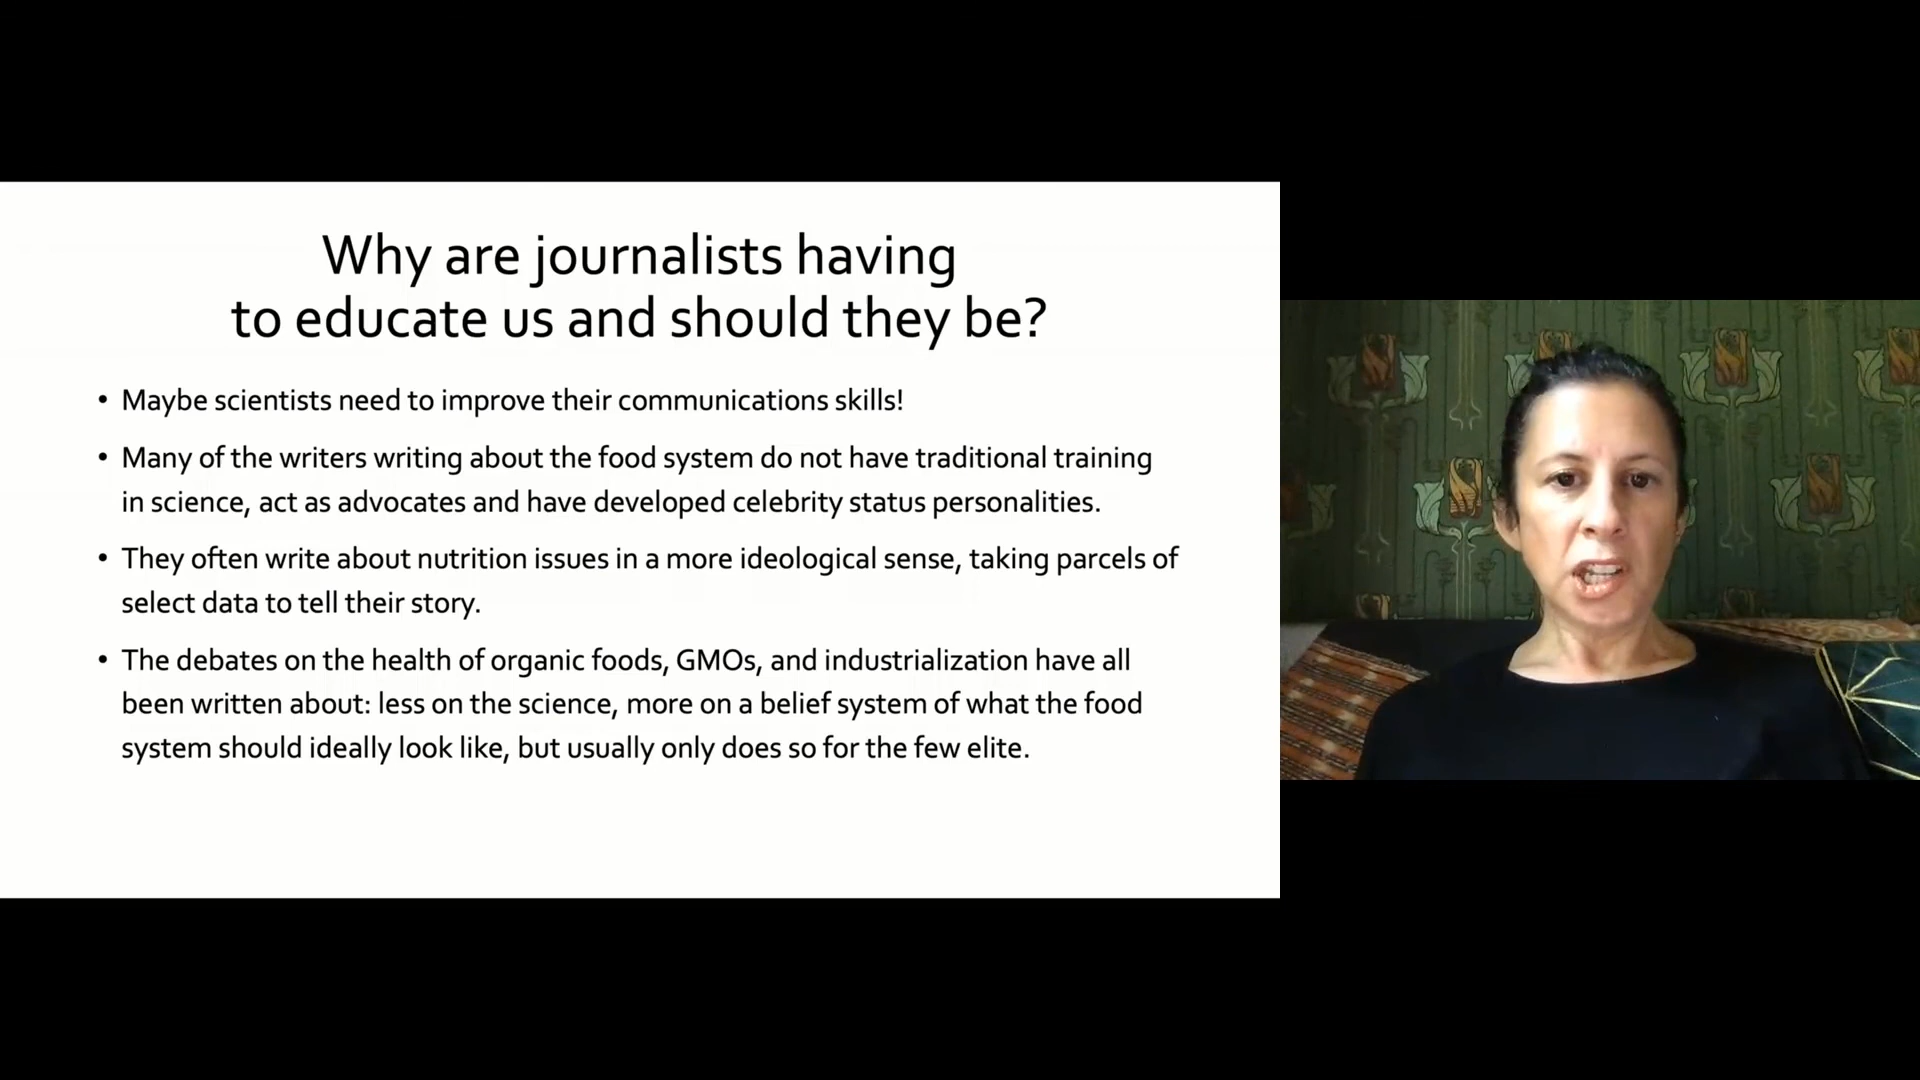 Why are journalists having
to educate us and should they be?
• Maybe scientists need to improve their communications skills!
• Many of the writers writing about the food system do not have traditional training
in science, act as advocates and have developed celebrity status personalities.
• They often write about nutrition issues in a more ideological sense, taking parcels of
select data to tell their story.
• The debates on the health of organic foods, GMOs, and industrialization have all
been written about: less on the science, more on a belief system of what the food
system should ideally look like, but usually only does so for the few elite.